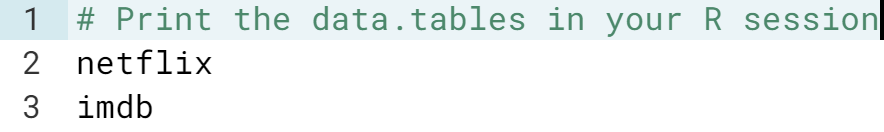 1 # Print the data.tables in your R session
2 netflix
3 imdb